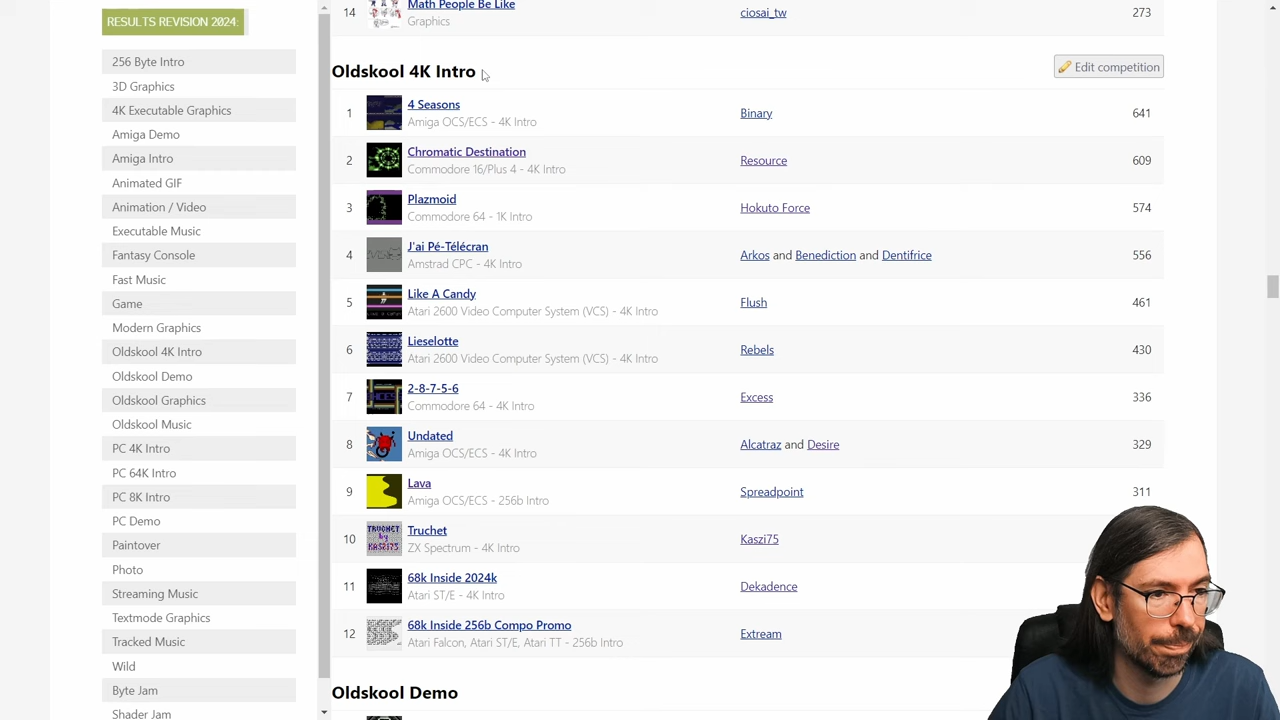 RESULTS REVISION 2024:
256 Byte Intro
3D Graphics
4K Executable Graphics
Amiga Demo
Amiga Intro
Animated GIF
Animation / Video
Executable Music
Fantasy Console
Fast Music
Game
Modern Graphics
Oldskool 4K Intro
Oldskool Demo
Oldskool Graphics
Oldskool Music
PC 4K Intro
PC 64K Intro
PC 8K Intro
PC Demo
Paintover
Photo
Streaming Music
Textmode Graphics
Tracked Music
Wild
Byte Jam
Shader Jam
14 Math People Be Like ciosai_tw 273
Graphics
Oldskool 4K Intro Edit competition
1 4 Seasons Binary 641
Amiga OCS/ECS - 4K Intro
2 Chromatic Destination Resource 609
Commodore 16/Plus 4 - 4K Intro
3 Plazmoid Hokuto Force 574
Commodore 64 - 1K Intro
4 J'ai Pé-Télécran Arkos and Benediction and Dentifrice 556
Amstrad CPC - 4K Intro
5 Like A Candy Flush 461
Atari 2600 Video Computer System (VCS) - 4K Intro
6 Lieselotte Rebels 430
Atari 2600 Video Computer System (VCS) - 4K Intro
7 2-8-7-5-6 Excess 336
Commodore 64 - 4K Intro
8 Undated Alcatraz and Desire 329
Amiga OCS/ECS - 4K Intro
9 Lava Spreadpoint 311
Amiga OCS/ECS - 256b Intro
10 TRUCHET by KASZI75 Truchet Kaszi75
ZX Spectrum - 4K Intro
11 68k Inside 2024k Dekadence
Atari ST/E - 4K Intro
12 68k Inside 256b Compo Promo Extream
Atari Falcon, Atari ST/E, Atari TT - 256b Intro
Oldskool Demo